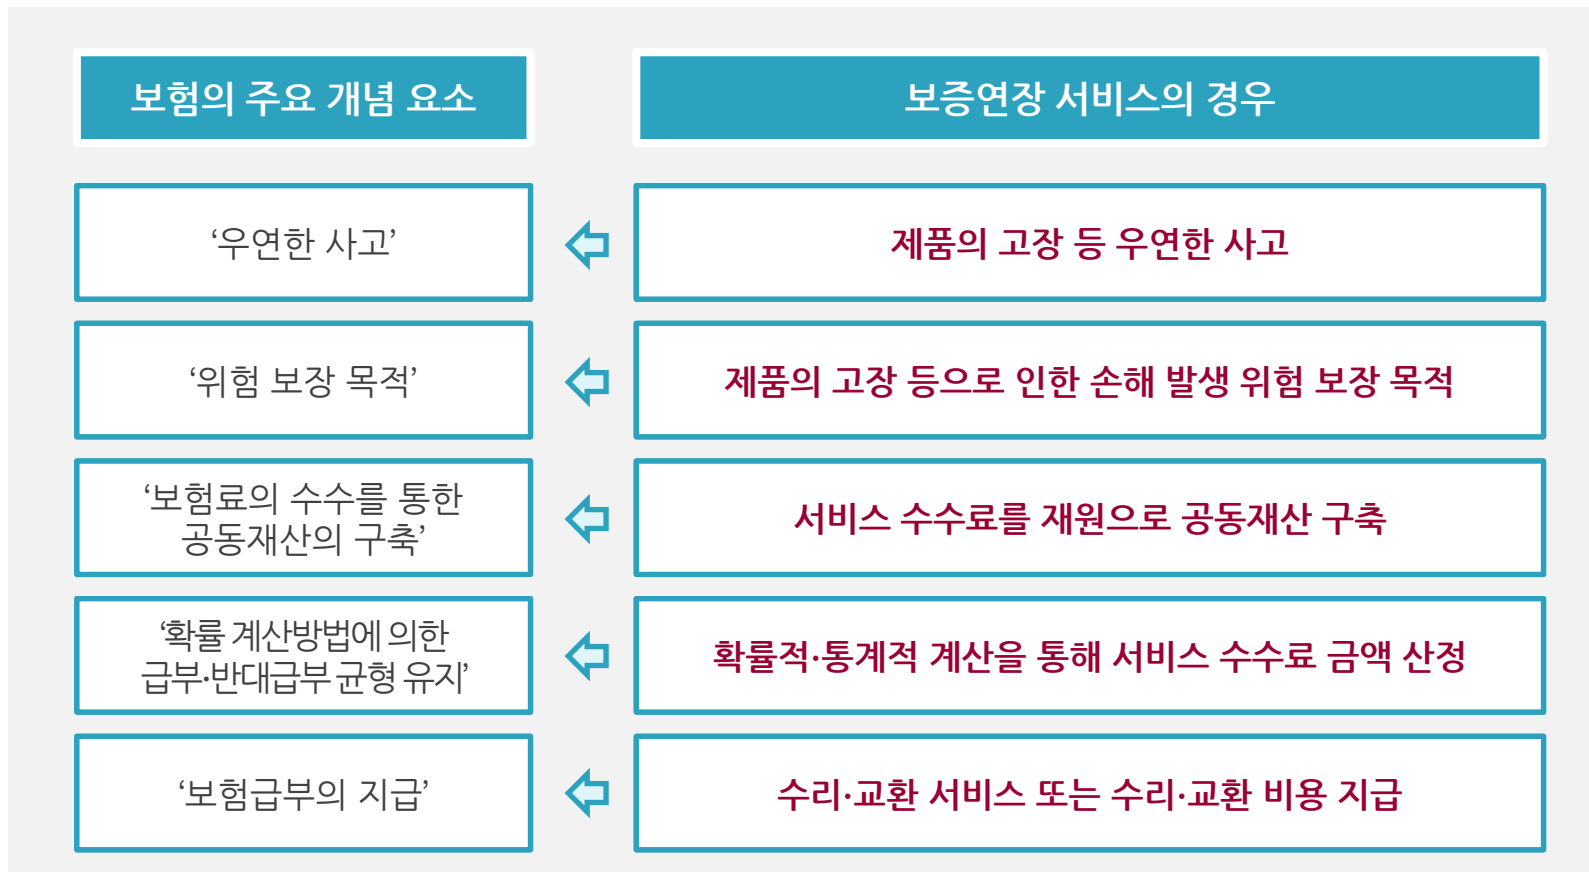 보험의 주요 개념 요소
보증연장 서비스의 경우
‘우연한 사고’
제품의 고장 등 우연한 사고
‘위험 보장 목적’
제품의 고장 등으로 인한 손해 발생 위험 보장 목적
‘보험료의 수수를 통한
공동재산의 구축’
서비스 수수료를 재원으로 공동재산 구축
‘확률 계산방법에 의한
급부·반대급부 균형 유지’
확률적·통계적 계산을 통해 서비스 수수료 금액 산정
‘보험급부의 지급’
수리·교환 서비스 또는 수리·교환 비용 지급